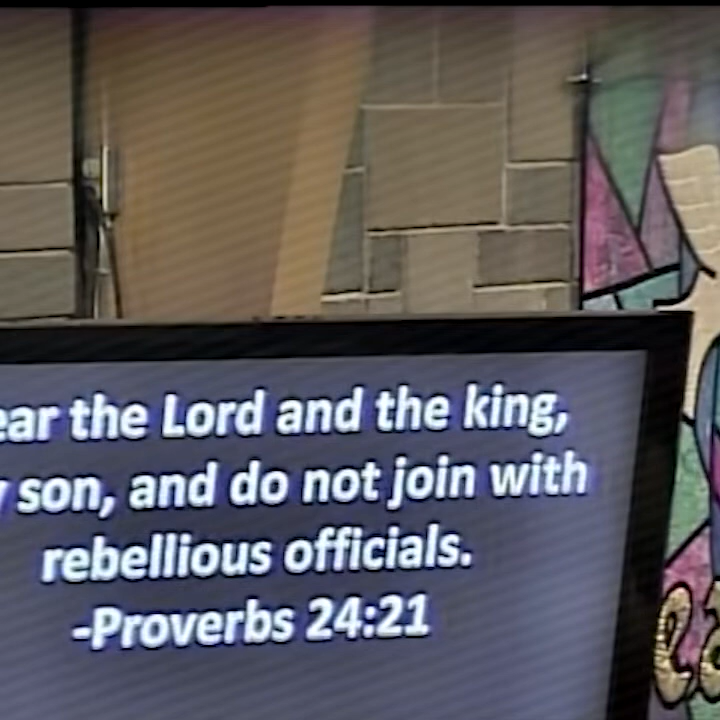 ear the Lord and the king,
son, and do not join with
rebellious officials.
-Proverbs 24:21